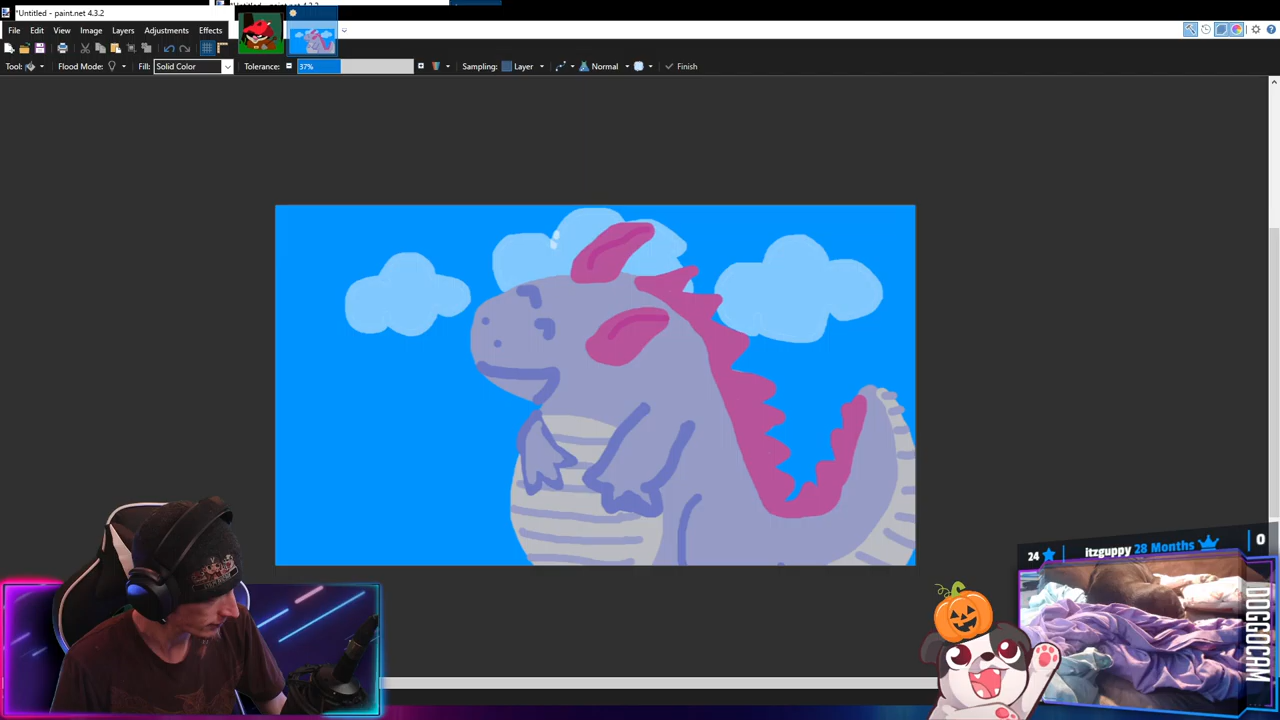 *Untitled - paint.net 4.3.2
File Edit View Image Layers Adjustments Effects
Tool: Flood Mode: Fill: Solid Color Tolerance: 37% Sampling: Layer Normal Finish
24 itzguppy 28 Months 0
DOGGOCAM